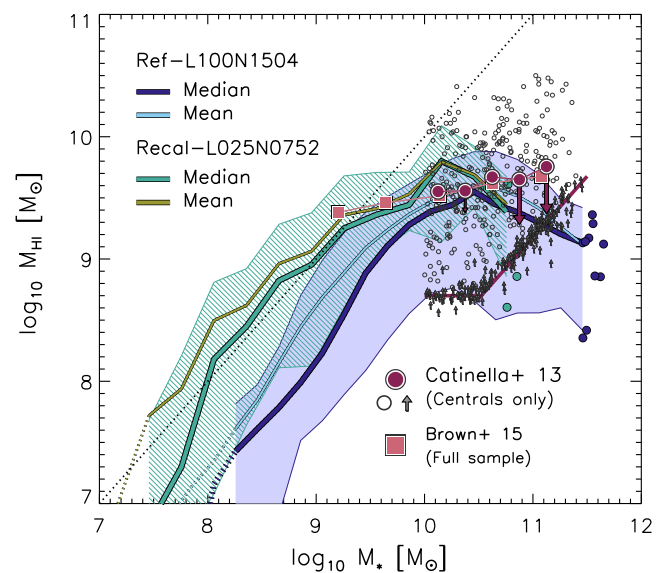 11
10
9
8
7
log₁₀ M_HI [M⊙]
Ref−L100N1504
Median
Mean
Recal−L025N0752
Median
Mean
Catinella+ 13
(Centrals only)
Brown+ 15
(Full sample)
7 8 9 10 11 12
log₁₀ M⁎ [M⊙]